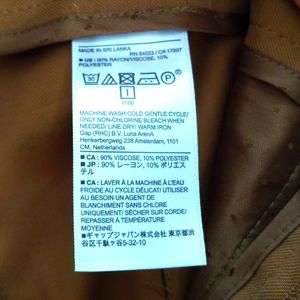 MADE IN SRI LANKA
RN 54023 / CA 17897
■ US : 90% RAYON/VISCOSE, 10%
POLYESTER
1166
MACHINE WASH COLD GENTLE CYCLE/
ONLY NON-CHLORINE BLEACH WHEN
NEEDED/ LINE DRY/ WARM IRON
Gap (RHC) B.V. Luna ArenA
Herikerbergweg 238 Amsterdam, 1101
CM, Netherlands
■ CA : 90% VISCOSE, 10% POLYESTER
■ JP : 90% レーヨン, 10% ポリエス
テル
■ CA : LAVER À LA MACHINE À L'EAU
FROIDE AU CYCLE DÉLICAT/ UTILISER
AU BESOIN UN AGENT DE
BLANCHIMENT SANS CHLORE
UNIQUEMENT/ SÉCHER SUR CORDE/
REPASSER À TEMPÉRATURE
MOYENNE
■ギャップジャパン株式会社 東京都渋
谷区千駄ヶ谷5-32-10